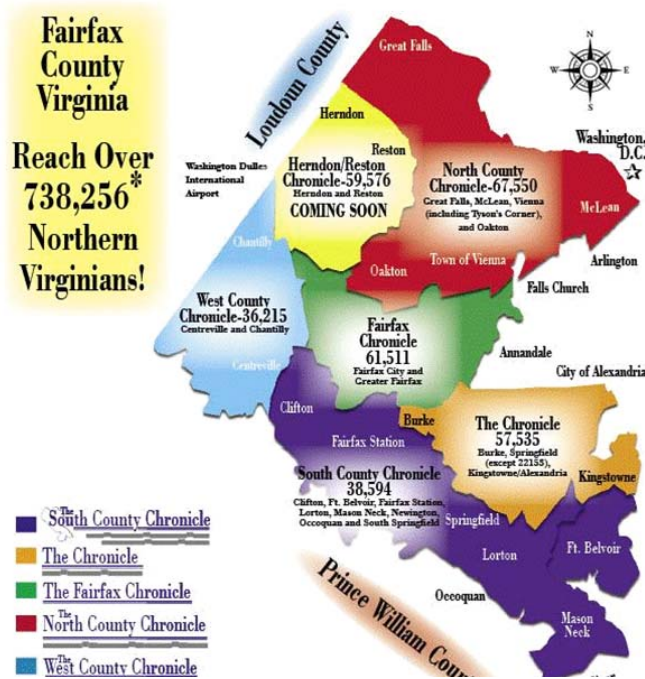 Fairfax
County
Virginia
Reach Over
738,256*
Northern
Virginians!
Loudoun County
Great Falls
N
W
E
S
Washington,
D.C.
Herndon
Reston
Washington Dulles
International
Airport
Herndon/Reston
Chronicle-59,576
Herndon and Reston
COMING SOON
North County
Chronicle-67,550
Great Falls, McLean, Vienna
(including Tyson's Corner),
and Oakton
McLean
Chantilly
Oakton
Town of Vienna
Arlington
Falls Church
West County
Chronicle-36,215
Centreville and Chantilly
Fairfax
Chronicle
61,511
Fairfax City and
Greater Fairfax
Annandale
City of Alexandria
Centreville
Clifton
Burke
The Chronicle
57,535
Burke, Springfield
(except 22153),
Kingstowne/Alexandria
Kingstowne
Fairfax Station
South County Chronicle
38,594
Clifton, Ft. Belvoir, Fairfax Station,
Lorton, Mason Neck, Newington,
Occoquan and South Springfield
Springfield
Lorton
Ft. Belvoir
Occoquan
Mason
Neck
Prince William Coun
The South County Chronicle
The Chronicle
The Fairfax Chronicle
The North County Chronicle
The West County Chronicle